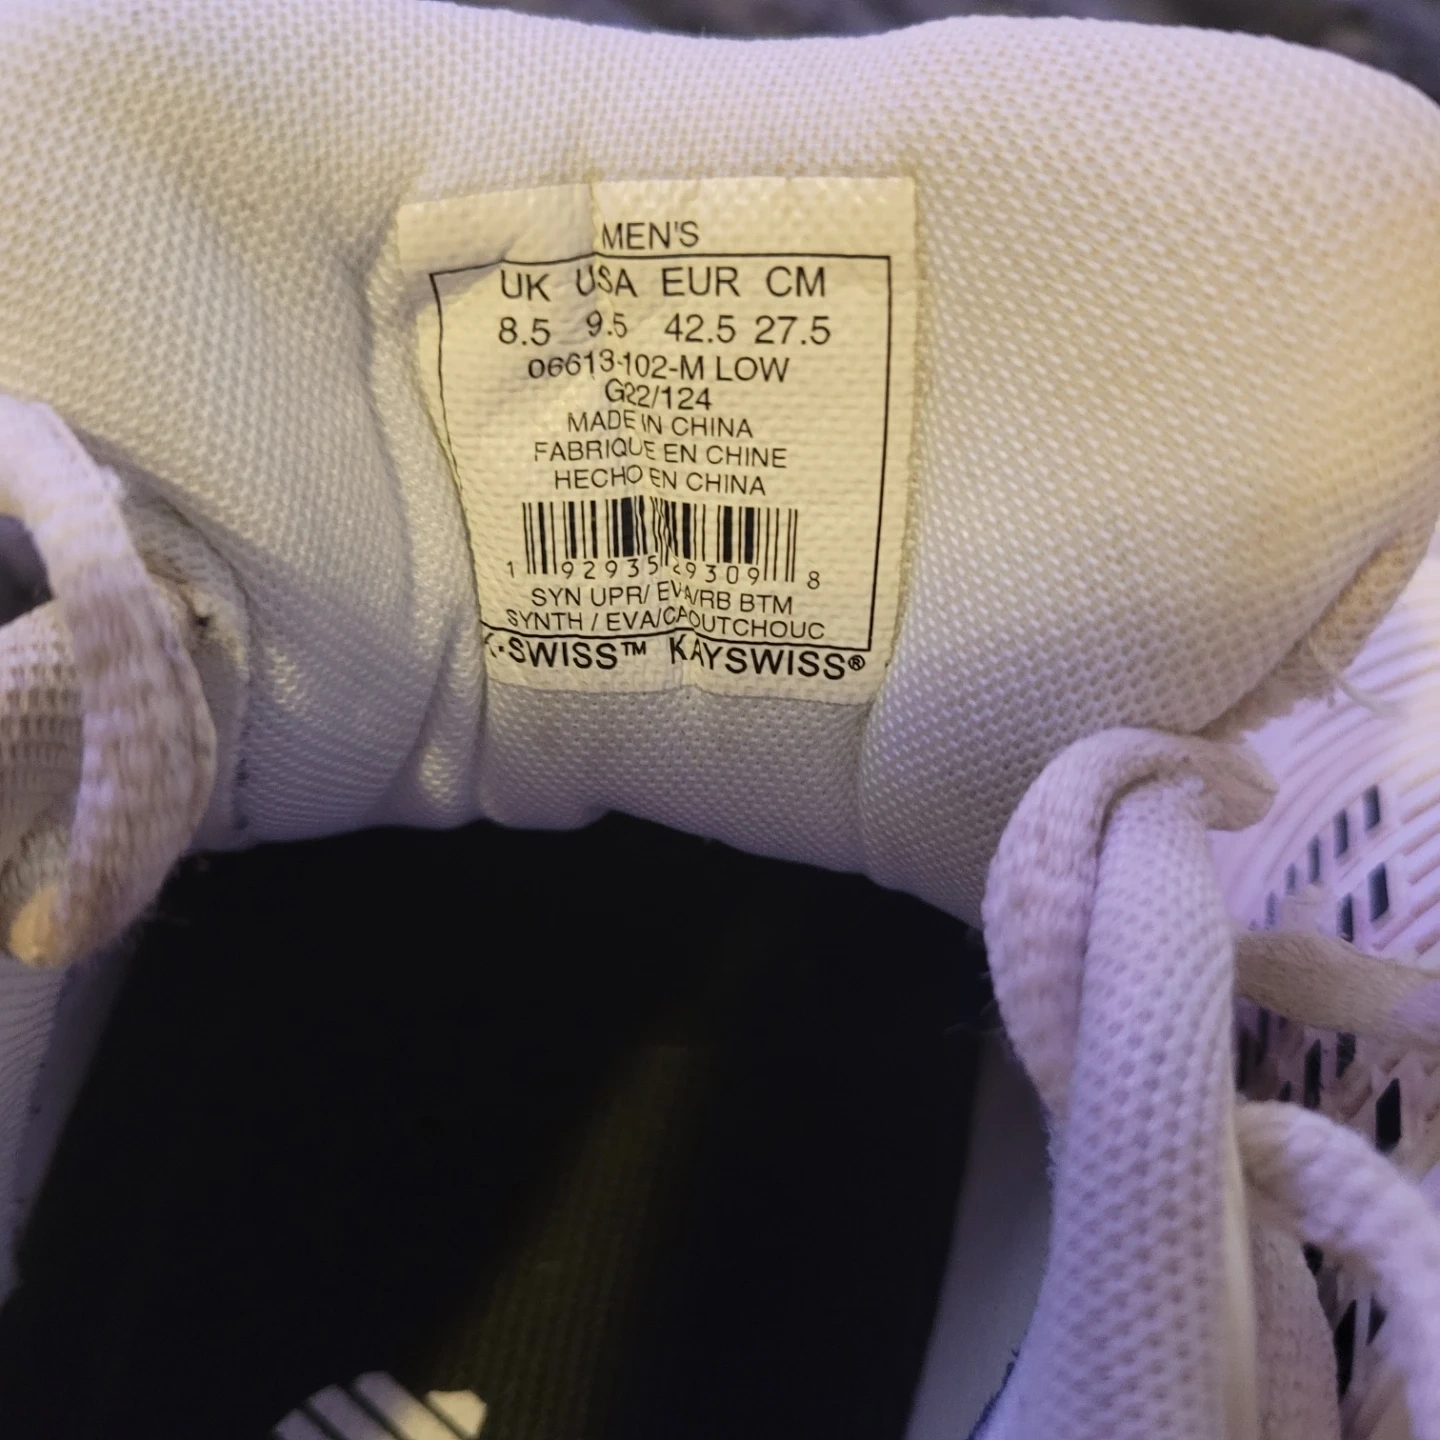 MEN'S
UK USA EUR CM
8.5 9.5 42.5 27.5
06613-102-M LOW
G22/124
MADE IN CHINA
FABRIQUE EN CHINE
HECHO EN CHINA
1 92935 29309 8
SYN UPR/ EVA/RB BTM
SYNTH / EVA/CAOUTCHOUC
K·SWISS™ KAYSWISS®